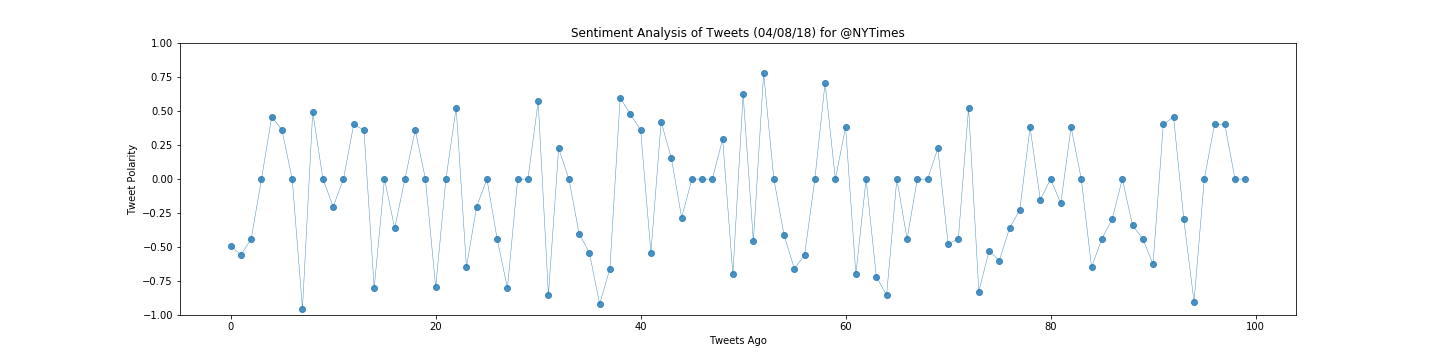 Sentiment Analysis of Tweets (04/08/18) for @NYTimes
1.00
0.75
0.50
0.25
0.00
−0.25
−0.50
−0.75
−1.00
Tweet Polarity
0 20 40 60 80 100
Tweets Ago